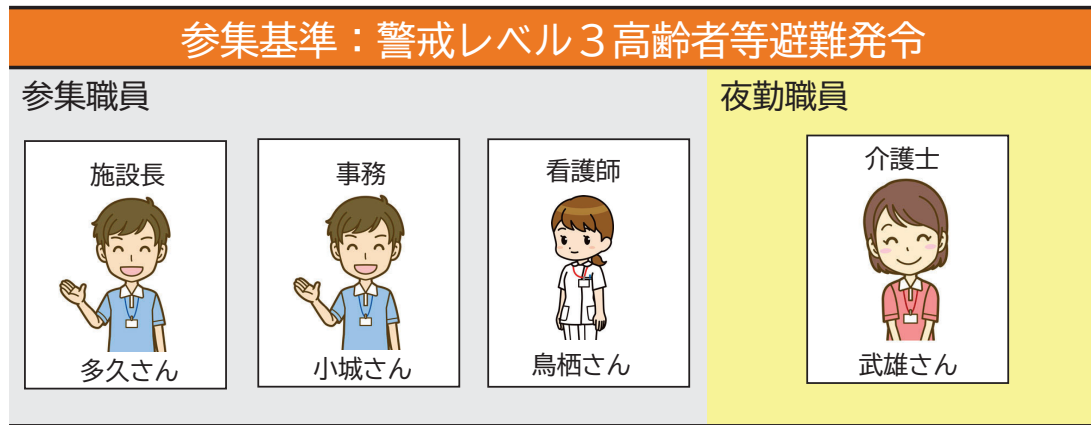 参集基準：警戒レベル３高齢者等避難発令
参集職員
夜勤職員
施設長
事務
看護師
介護士
多久さん
小城さん
鳥栖さん
武雄さん